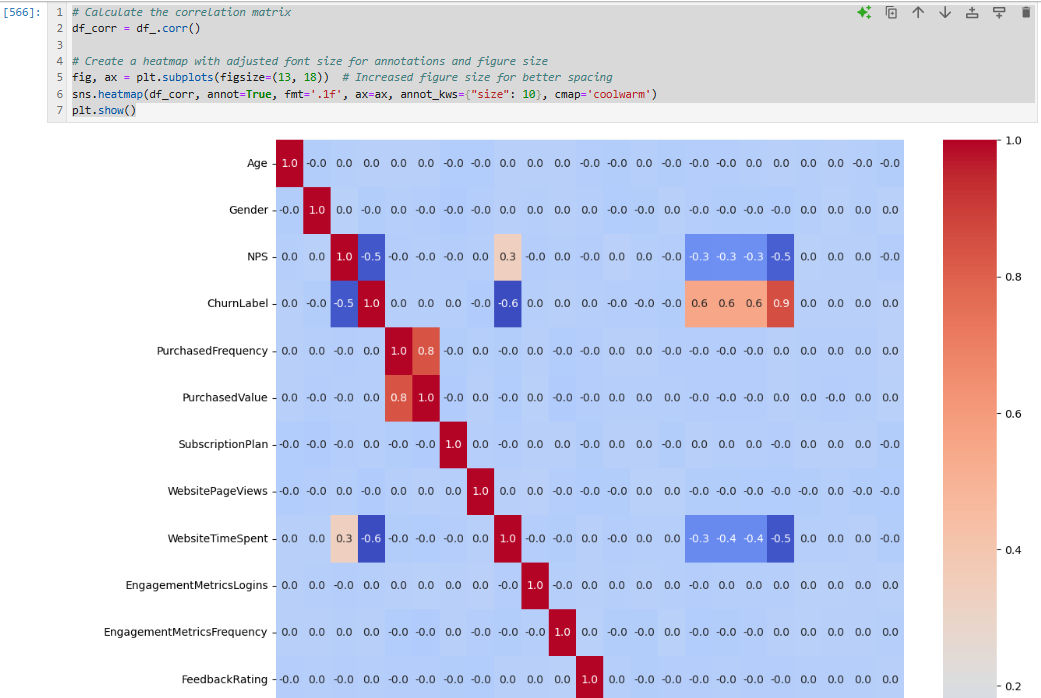 [566]:
1 # Calculate the correlation matrix
2 df_corr = df_.corr()
3
4 # Create a heatmap with adjusted font size for annotations and figure size
5 fig, ax = plt.subplots(figsize=(13, 18))  # Increased figure size for better spacing
6 sns.heatmap(df_corr, annot=True, fmt='.1f', ax=ax, annot_kws={"size": 10}, cmap='coolwarm')
7 plt.show()
Age 1.0 -0.0 0.0 0.0 0.0 0.0 -0.0 -0.0 0.0 0.0 -0.0 -0.0 0.0 0.0 -0.0 -0.0 -0.0 0.0 0.0 0.0 0.0 -0.0 -0.0
Gender -0.0 1.0 0.0 -0.0 0.0 -0.0 0.0 -0.0 0.0 0.0 0.0 0.0 -0.0 -0.0 0.0 -0.0 -0.0 -0.0 -0.0 0.0 -0.0 0.0 0.0
NPS 0.0 0.0 1.0 -0.5 -0.0 -0.0 -0.0 0.0 0.3 -0.0 0.0 -0.0 0.0 0.0 -0.0 -0.3 -0.3 -0.3 -0.5 0.0 0.0 0.0 -0.0
ChurnLabel 0.0 -0.0 -0.5 1.0 0.0 0.0 0.0 -0.0 -0.6 0.0 0.0 0.0 -0.0 0.0 0.0 0.6 0.6 0.6 0.9 0.0 0.0 0.0 0.0
PurchasedFrequency 0.0 0.0 -0.0 0.0 1.0 0.8 -0.0 0.0 -0.0 0.0 -0.0 -0.0 0.0 -0.0 -0.0 0.0 0.0 0.0 0.0 0.0 0.0 0.0 0.0
PurchasedValue 0.0 -0.0 -0.0 0.0 0.8 1.0 -0.0 0.0 -0.0 0.0 -0.0 -0.0 0.0 -0.0 0.0 0.0 0.0 0.0 0.0 0.0 -0.0 0.0 0.0
SubscriptionPlan -0.0 0.0 -0.0 0.0 -0.0 -0.0 1.0 0.0 -0.0 0.0 -0.0 -0.0 0.0 0.0 -0.0 0.0 0.0 0.0 -0.0 0.0 0.0 0.0 -0.0
WebsitePageViews -0.0 -0.0 0.0 -0.0 0.0 0.0 0.0 1.0 0.0 0.0 -0.0 -0.0 0.0 0.0 -0.0 -0.0 -0.0 -0.0 -0.0 -0.0 0.0 -0.0 -0.0
WebsiteTimeSpent 0.0 0.0 0.3 -0.6 -0.0 -0.0 -0.0 0.0 1.0 -0.0 -0.0 -0.0 0.0 -0.0 -0.0 -0.3 -0.4 -0.4 -0.5 0.0 0.0 0.0 -0.0
EngagementMetricsLogins 0.0 0.0 -0.0 0.0 0.0 0.0 0.0 0.0 -0.0 1.0 -0.0 0.0 0.0 0.0 -0.0 -0.0 0.0 0.0 0.0 0.0 0.0 0.0 0.0
EngagementMetricsFrequency -0.0 0.0 0.0 0.0 -0.0 -0.0 -0.0 -0.0 -0.0 -0.0 1.0 0.0 -0.0 0.0 -0.0 -0.0 -0.0 -0.0 0.0 0.0 0.0 0.0 0.0
FeedbackRating -0.0 0.0 -0.0 0.0 -0.0 -0.0 -0.0 -0.0 -0.0 0.0 0.0 1.0 0.0 -0.0 0.0 0.0 0.0 0.0 0.0 0.0 0.0 0.0 0.0
1.0
0.8
0.6
0.4
0.2